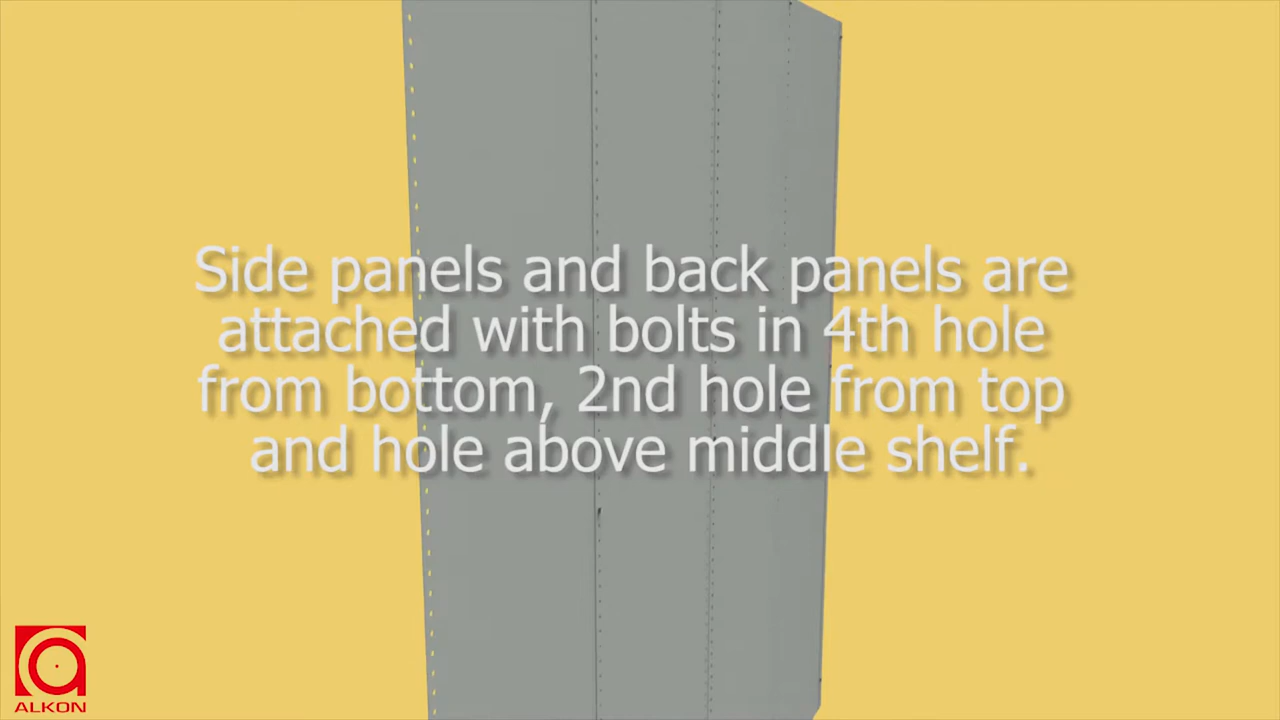 Side panels and back panels are
attached with bolts in 4th hole
from bottom, 2nd hole from top
and hole above middle shelf.
ALKON